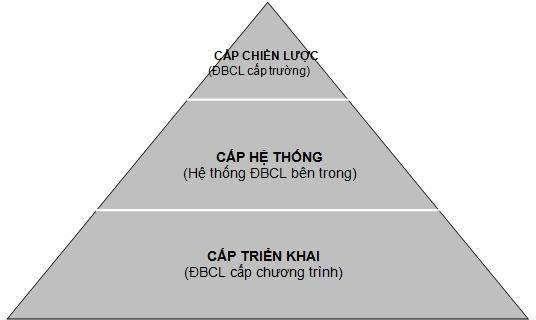 CẤP CHIẾN LƯỢC
(ĐBCL cấp trường)
CẤP HỆ THỐNG
(Hệ thống ĐBCL bên trong)
CẤP TRIỂN KHAI
(ĐBCL cấp chương trình)